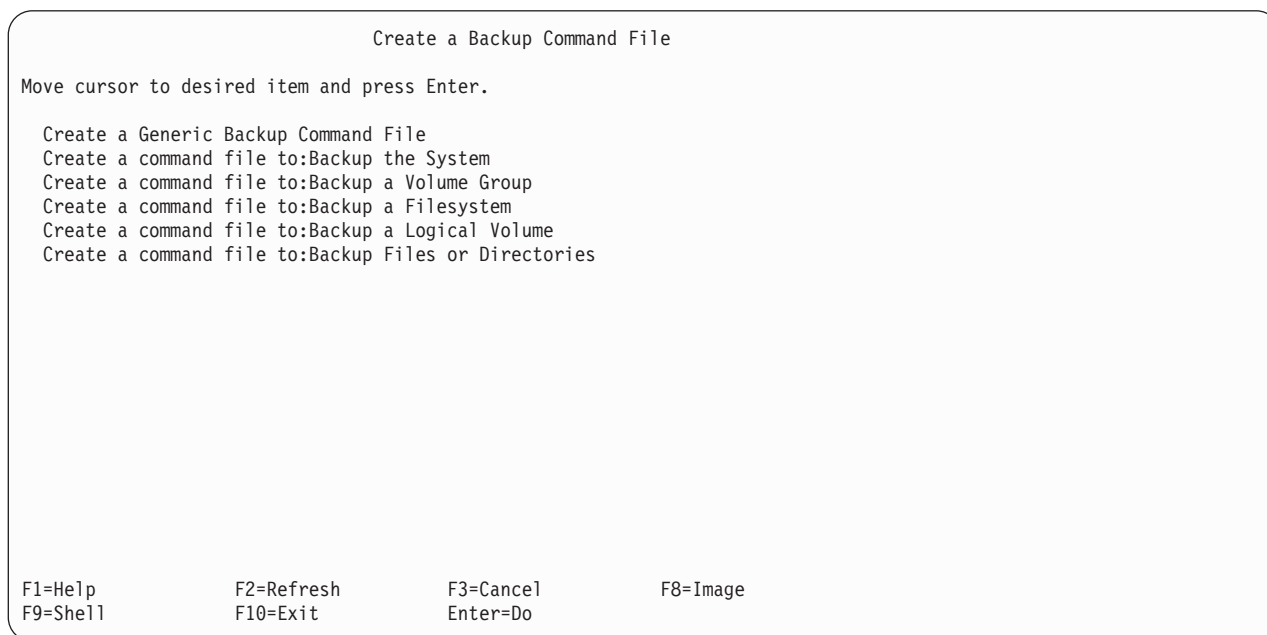 Create a Backup Command File
Move cursor to desired item and press Enter.
Create a Generic Backup Command File
Create a command file to:Backup the System
Create a command file to:Backup a Volume Group
Create a command file to:Backup a Filesystem
Create a command file to:Backup a Logical Volume
Create a command file to:Backup Files or Directories
F1=Help F2=Refresh F3=Cancel F8=Image
F9=Shell F10=Exit Enter=Do